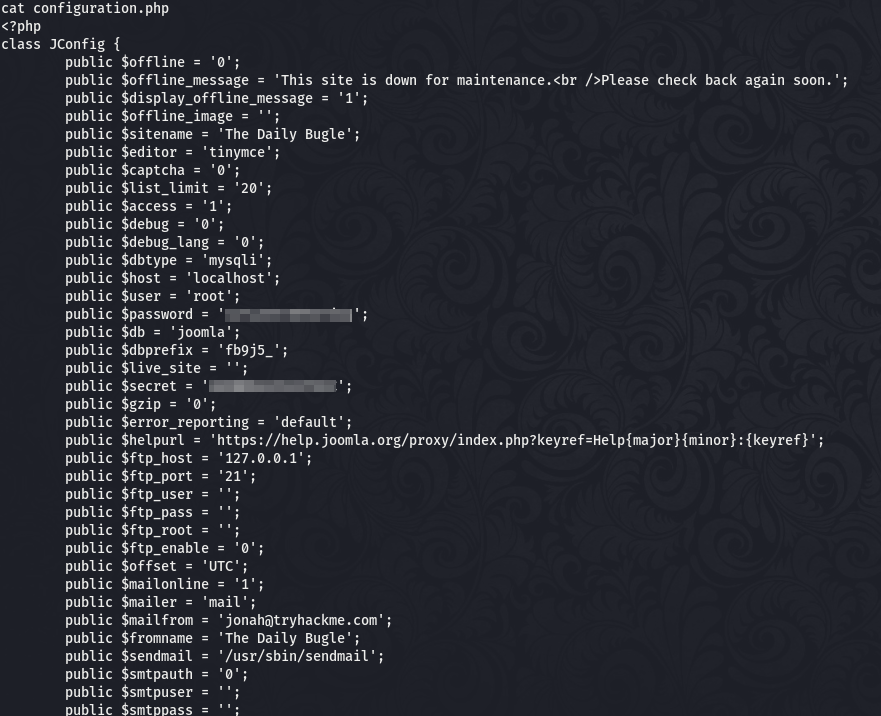 cat configuration.php
<?php
class JConfig {
public $offline = '0';
public $offline_message = 'This site is down for maintenance.<br />Please check back again soon.';
public $display_offline_message = '1';
public $offline_image = '';
public $sitename = 'The Daily Bugle';
public $editor = 'tinymce';
public $captcha = '0';
public $list_limit = '20';
public $access = '1';
public $debug = '0';
public $debug_lang = '0';
public $dbtype = 'mysqli';
public $host = 'localhost';
public $user = 'root';
public $password = '';
public $db = 'joomla';
public $dbprefix = 'fb9j5_';
public $live_site = '';
public $secret = '';
public $gzip = '0';
public $error_reporting = 'default';
public $helpurl = 'https://help.joomla.org/proxy/index.php?keyref=Help{major}{minor}:{keyref}';
public $ftp_host = '127.0.0.1';
public $ftp_port = '21';
public $ftp_user = '';
public $ftp_pass = '';
public $ftp_root = '';
public $ftp_enable = '0';
public $offset = 'UTC';
public $mailonline = '1';
public $mailer = 'mail';
public $mailfrom = 'jonah@tryhackme.com';
public $fromname = 'The Daily Bugle';
public $sendmail = '/usr/sbin/sendmail';
public $smtpauth = '0';
public $smtpuser = '';
public $smtppass = '';